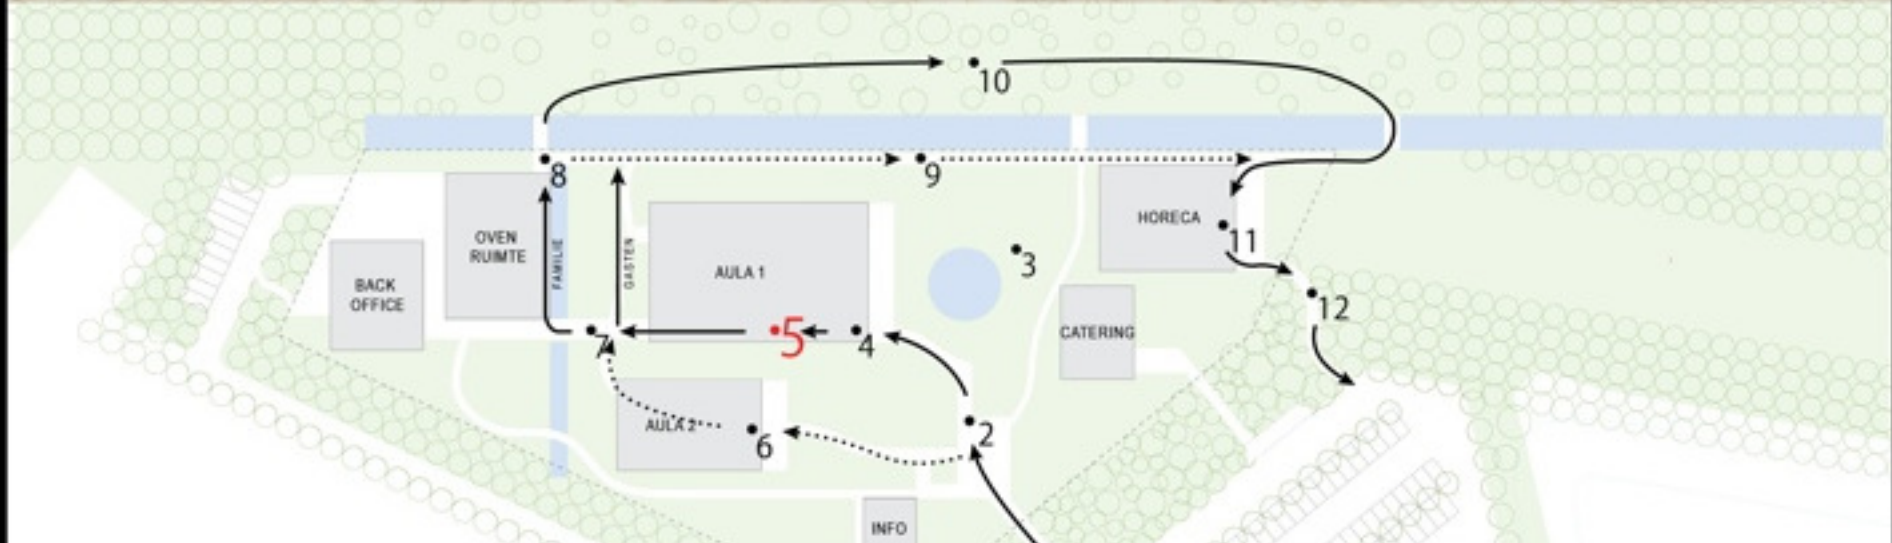 10
8
9
OVEN
RUIMTE
FAMILIE
GASTEN
AULA 1
HORECA
11
3
BACK
OFFICE
12
7
5
4
CATERING
AULA 2
6
2
INFO